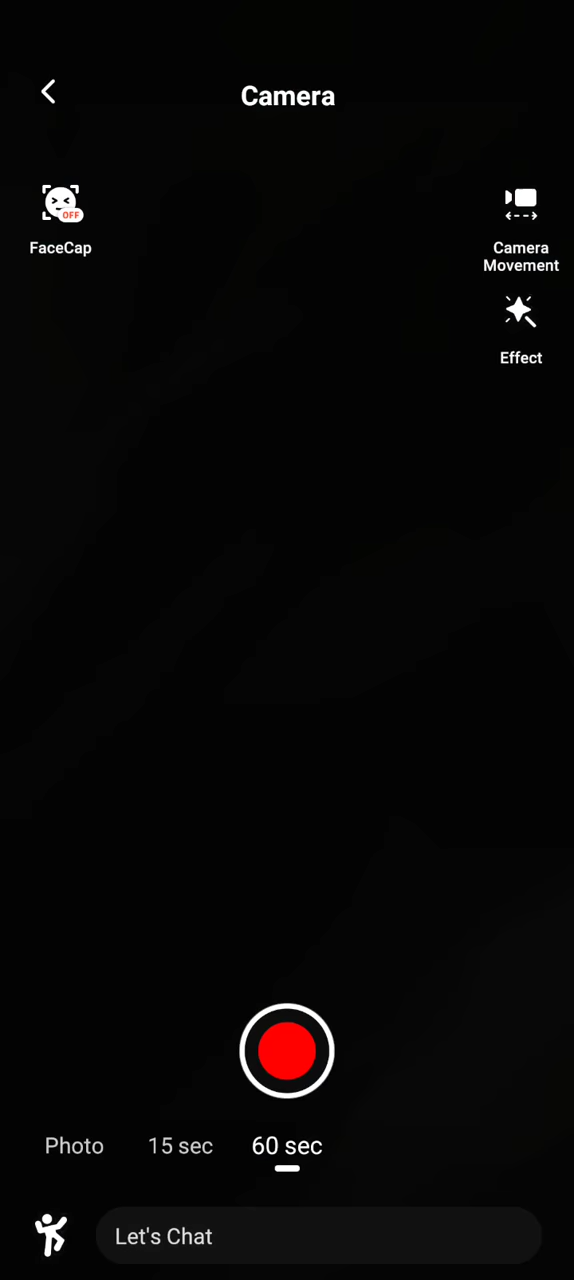 Camera
OFF
FaceCap
Camera
Movement
Effect
Photo
15 sec
60 sec
Let's Chat